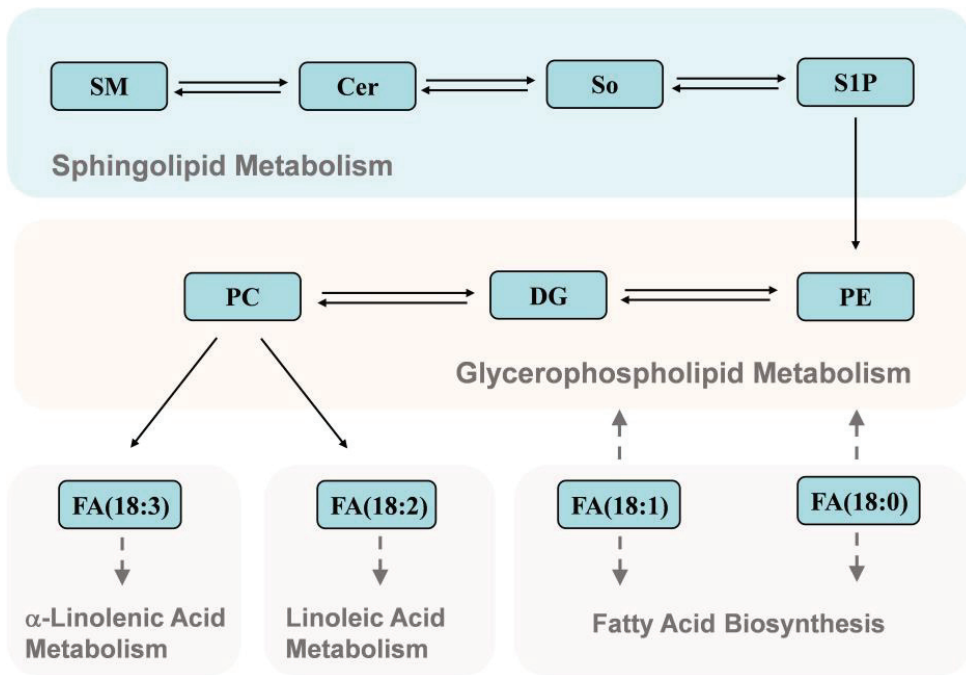 SM
Cer
So
S1P
Sphingolipid Metabolism
PC
DG
PE
Glycerophospholipid Metabolism
FA(18:3)
FA(18:2)
FA(18:1)
FA(18:0)
α-Linolenic Acid
Metabolism
Linoleic Acid
Metabolism
Fatty Acid Biosynthesis